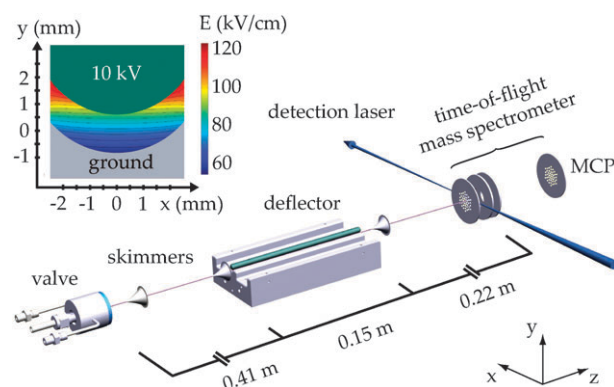 y (mm)
E (kV/cm)
2
1
0
-1
10 kV
ground
-2 -1 0 1 x (mm)
120
100
80
60
time-of-flight
mass spectrometer
detection laser
MCP
deflector
skimmers
valve
0.22 m
0.15 m
0.41 m
y
x
z